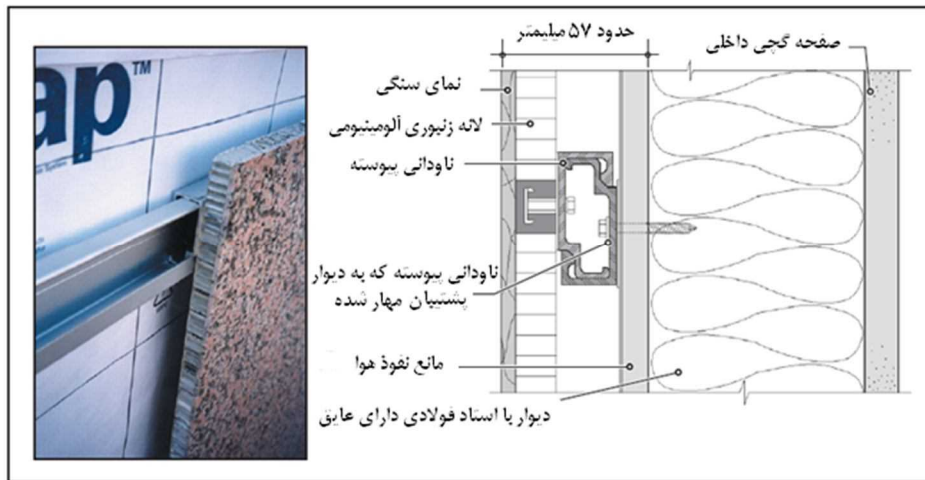 ap™
حدود ۵۷ میلیمتر
صفحه گچی داخلی
نمای سنگی
لانه زنبوری آلومینیومی
ناودانی پیوسته
ناودانی پیوسته که به دیوار
پشتیبان مهار شده
مانع نفوذ هوا
دیوار با استاد فولادی دارای عایق